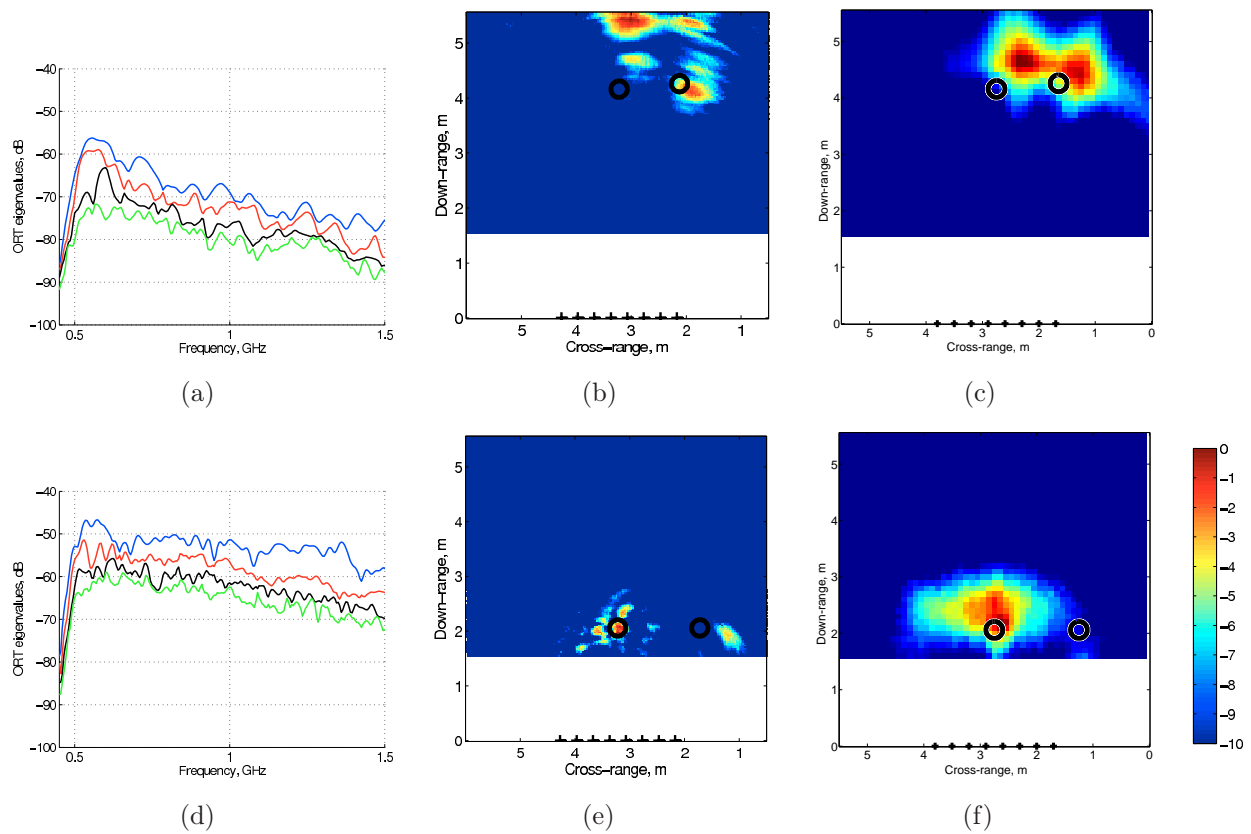 −40
−50
−60
−70
−80
−90
−100
ORT eigenvalues, dB
0.5 1 1.5
Frequency, GHz
(a)
5
4
3
2
1
0
Down−range, m
5 4 3 2 1
Cross−range, m
(b)
5
4
3
2
1
0
Down-range, m
5 4 3 2 1 0
Cross-range, m
(c)
−40
−50
−60
−70
−80
−90
−100
ORT eigenvalues, dB
0.5 1 1.5
Frequency, GHz
(d)
5
4
3
2
1
0
Down−range, m
5 4 3 2 1
Cross−range, m
(e)
5
4
3
2
1
0
Down-range, m
5 4 3 2 1 0
Cross-range, m
(f)
0
−1
−2
−3
−4
−5
−6
−7
−8
−9
−10